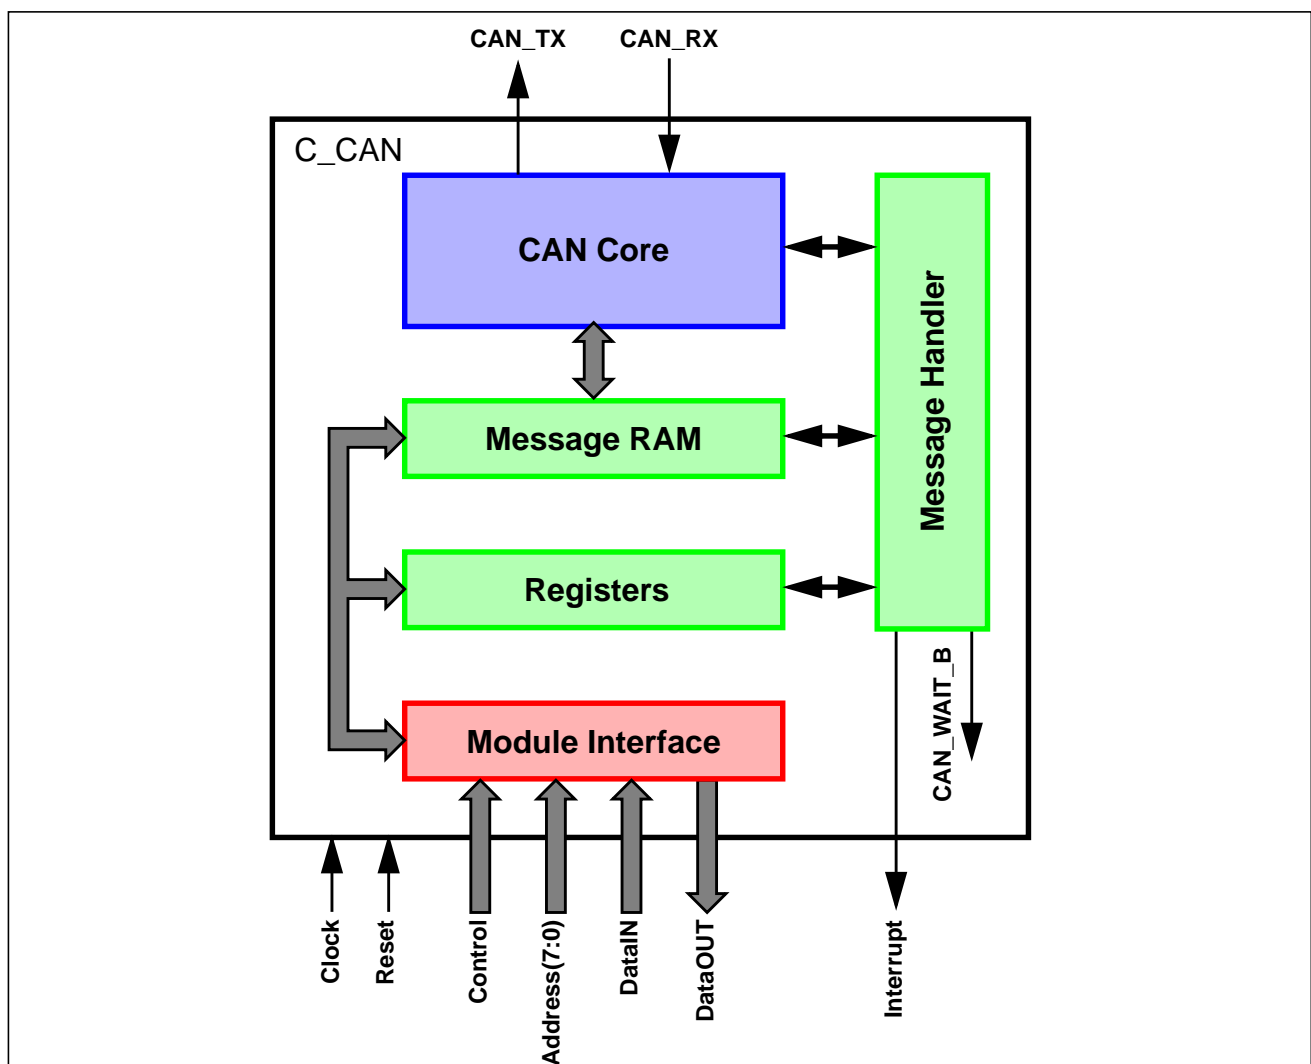 CAN_TX
CAN_RX
C_CAN
CAN Core
Message Handler
Message RAM
Registers
CAN_WAIT_B
Module Interface
Clock
Reset
Control
Address(7:0)
DataIN
DataOUT
Interrupt